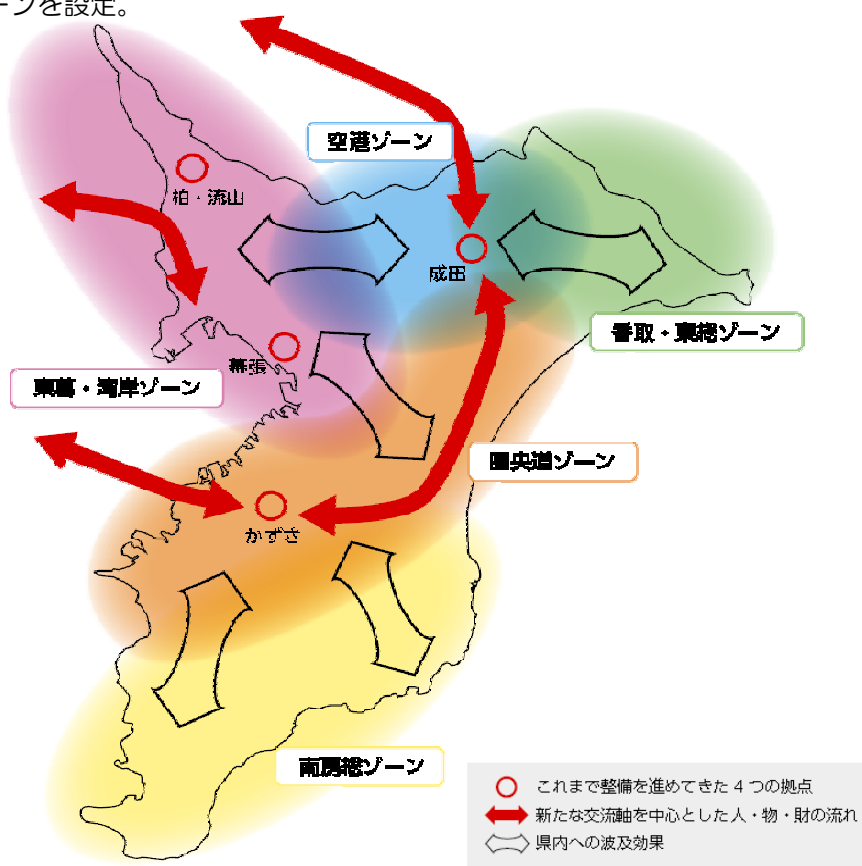 ーンを設定。
空港ゾーン
柏・流山
成田
香取・東総ゾーン
幕張
東葛・湾岸ゾーン
圏央道ゾーン
かずさ
南房総ゾーン
これまで整備を進めてきた 4 つの拠点
新たな交流軸を中心とした人・物・財の流れ
県内への波及効果